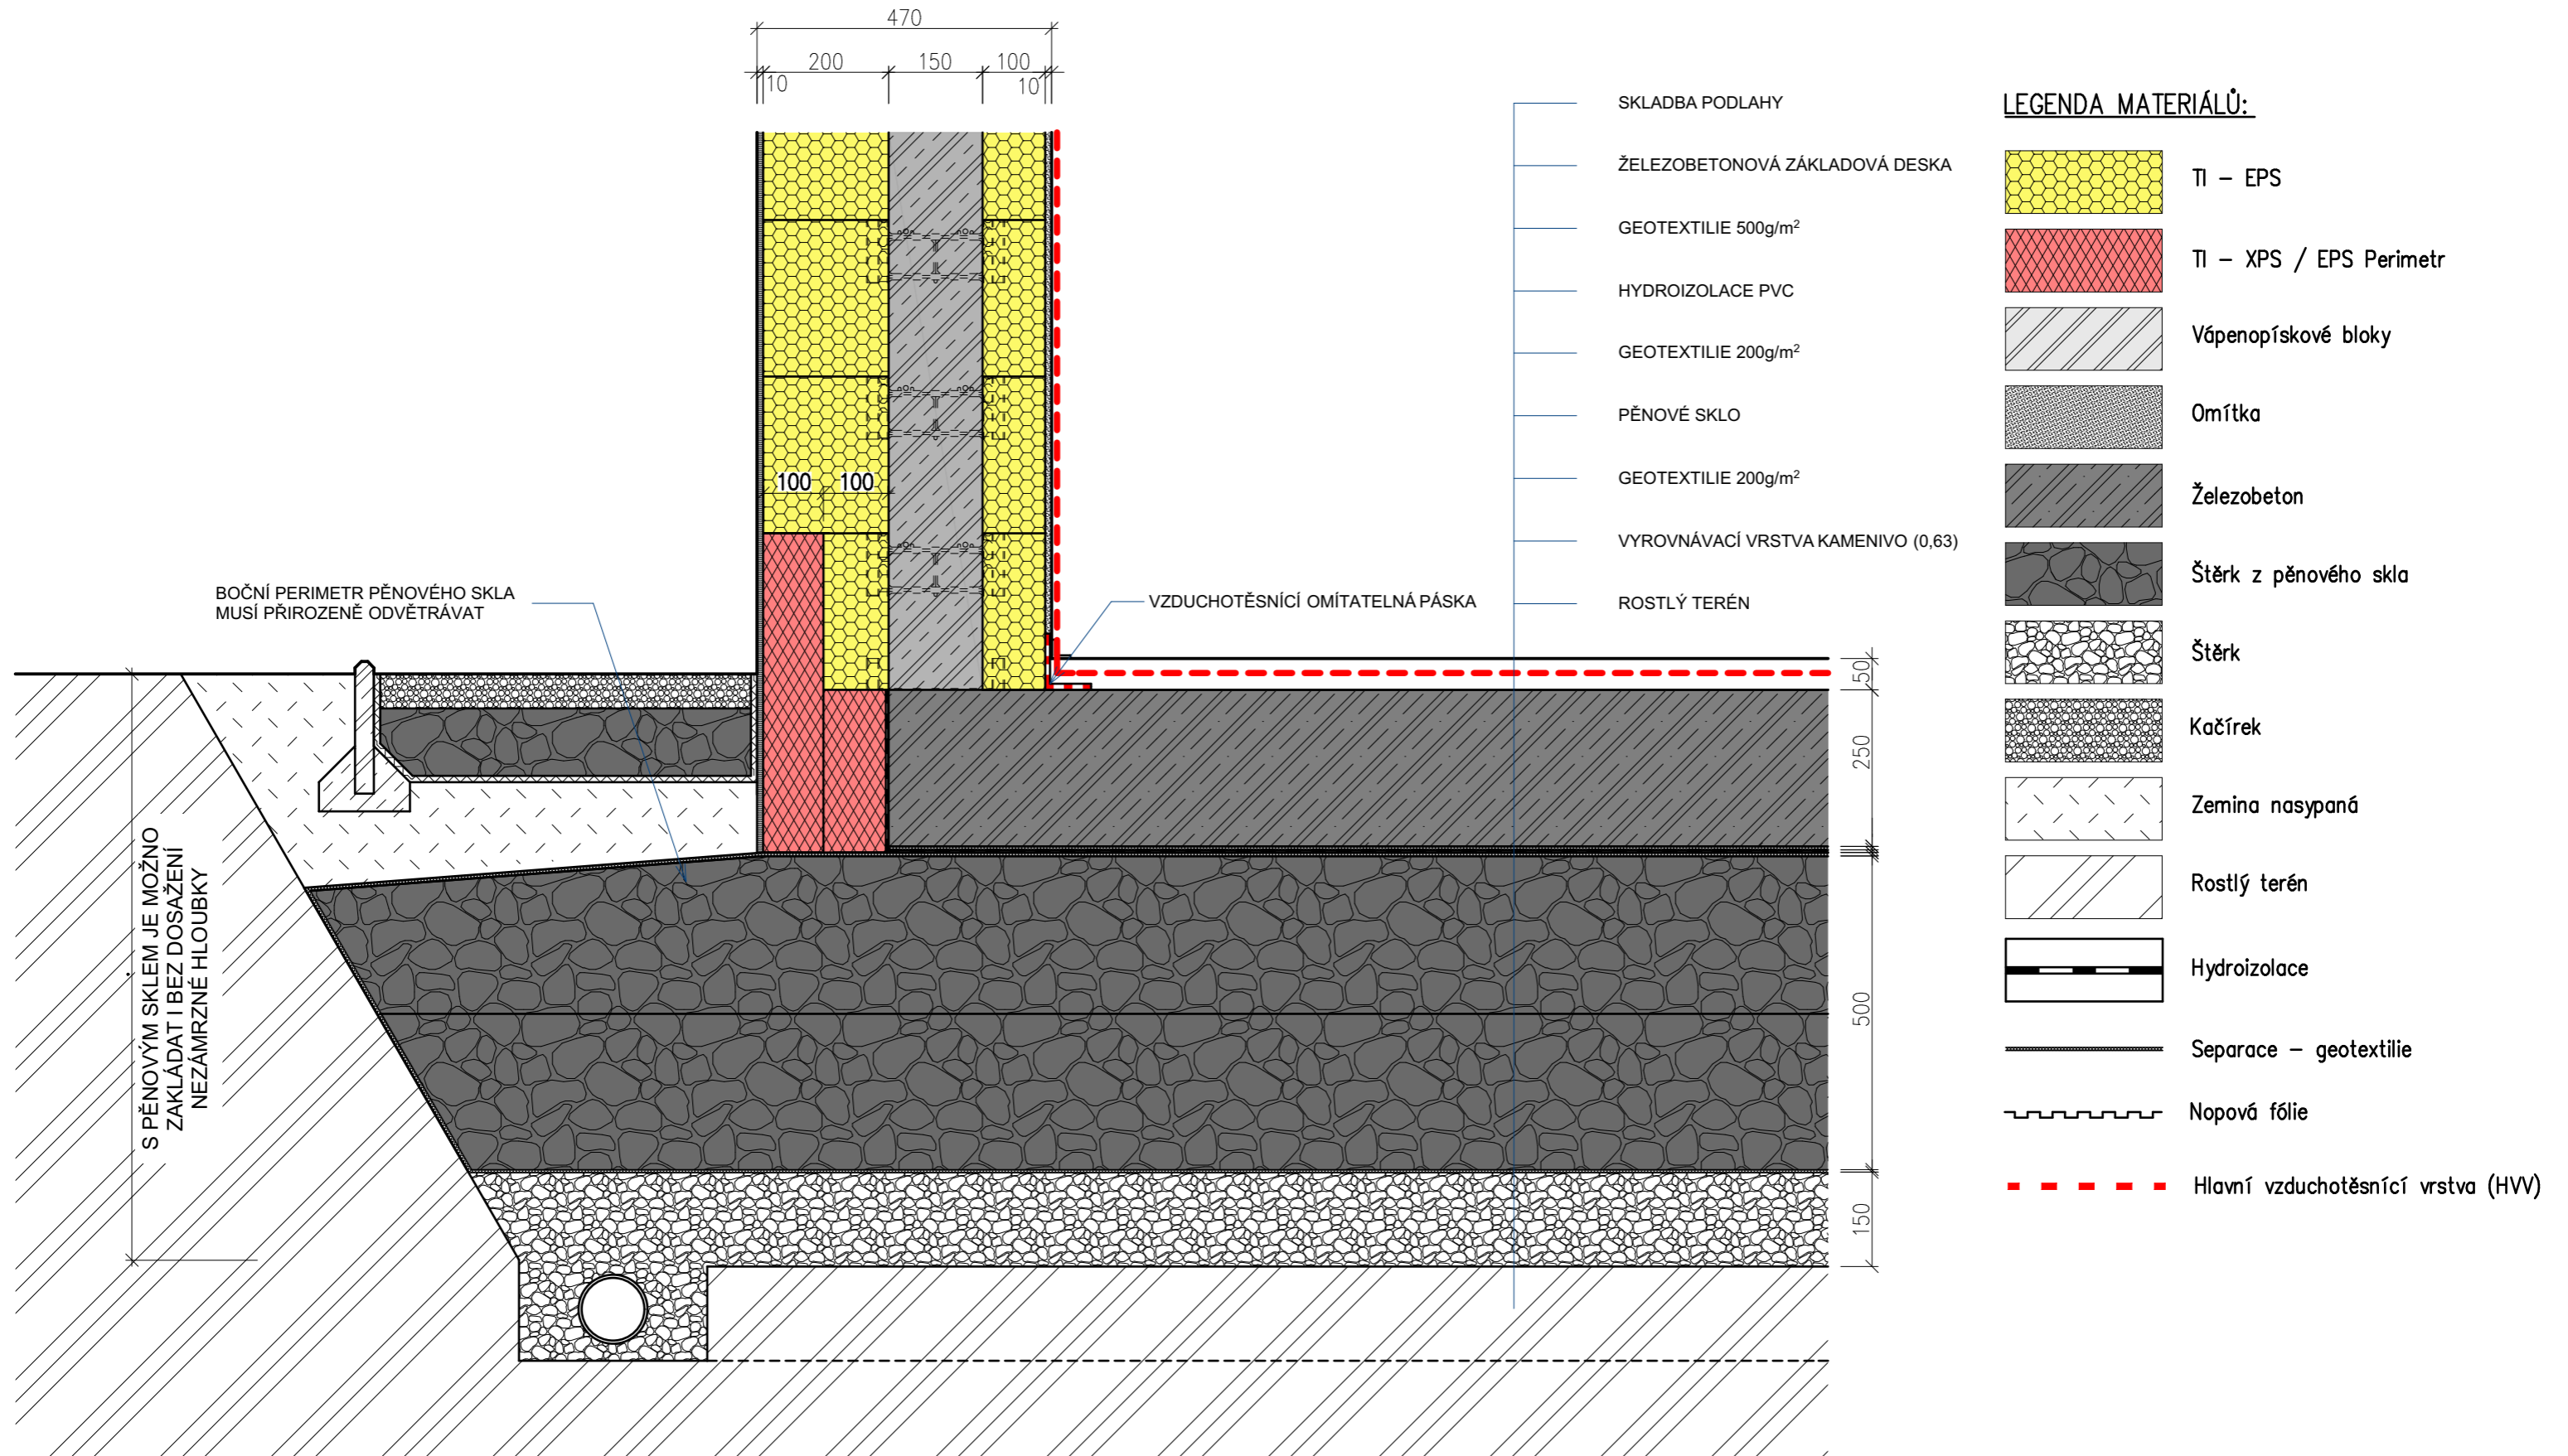 470
200
150
100
10
10
SKLADBA PODLAHY
ŽELEZOBETONOVÁ ZÁKLADOVÁ DESKA
GEOTEXTILIE 500g/m²
HYDROIZOLACE PVC
GEOTEXTILIE 200g/m²
PĚNOVÉ SKLO
GEOTEXTILIE 200g/m²
VYROVNÁVACÍ VRSTVA KAMENIVO (0,63)
ROSTLÝ TERÉN
100
100
BOČNÍ PERIMETR PĚNOVÉHO SKLA
MUSÍ PŘIROZENĚ ODVĚTRÁVAT
VZDUCHOTĚSNÍCÍ OMÍTATELNÁ PÁSKA
50
250
500
150
S PĚNOVÝM SKLEM JE MOŽNO
ZAKLÁDAT I BEZ DOSAŽENÍ
NEZÁMRZNÉ HLOUBKY
LEGENDA MATERIÁLŮ:
TI – EPS
TI – XPS / EPS Perimetr
Vápenopískové bloky
Omítka
Železobeton
Štěrk z pěnového skla
Štěrk
Kačírek
Zemina nasypaná
Rostlý terén
Hydroizolace
Separace – geotextilie
Nopová fólie
Hlavní vzduchotěsnící vrstva (HVV)